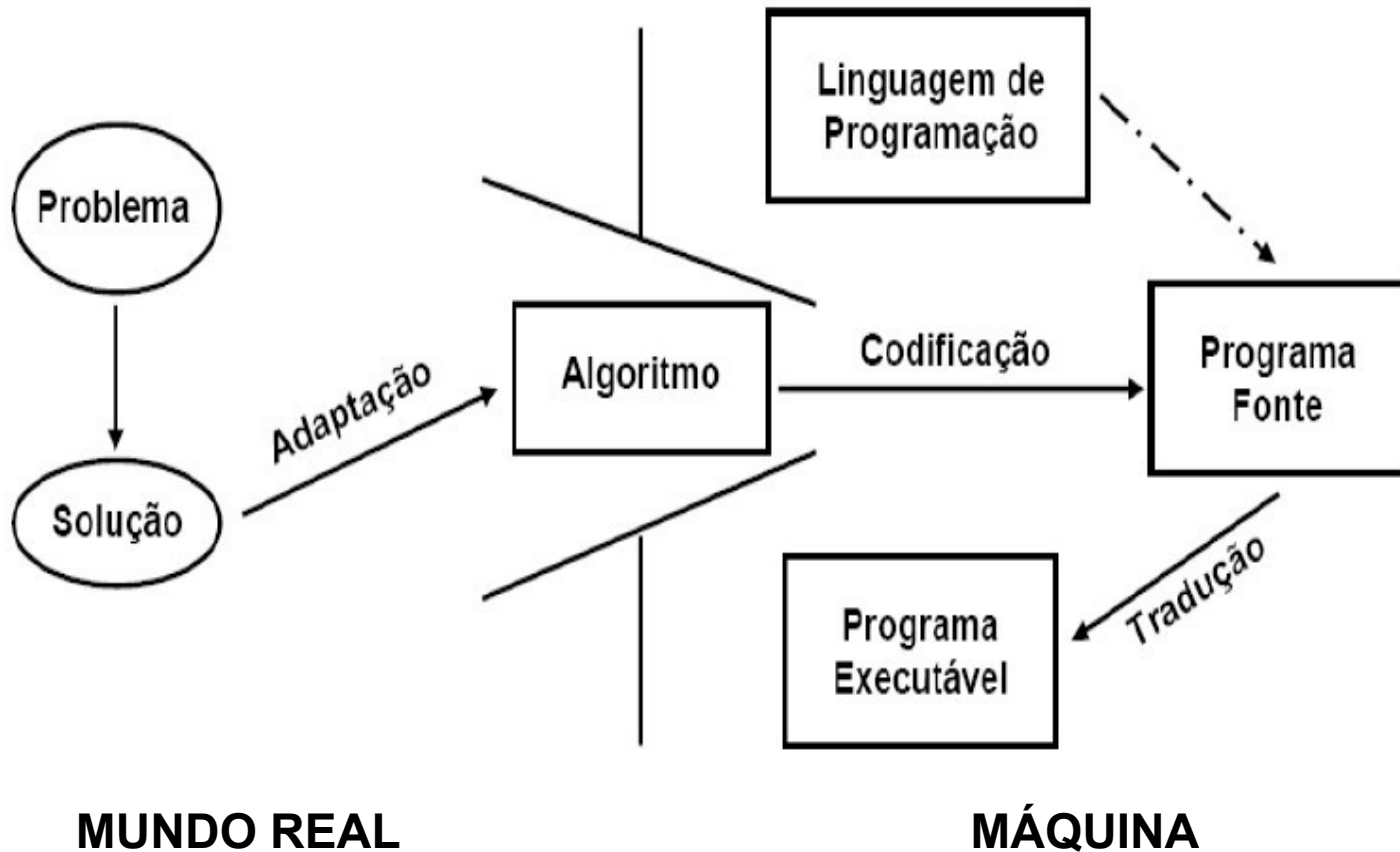 Problema
Solução
Adaptação
Algoritmo
Codificação
Linguagem de
Programação
Programa
Fonte
Tradução
Programa
Executável
MUNDO REAL
MÁQUINA